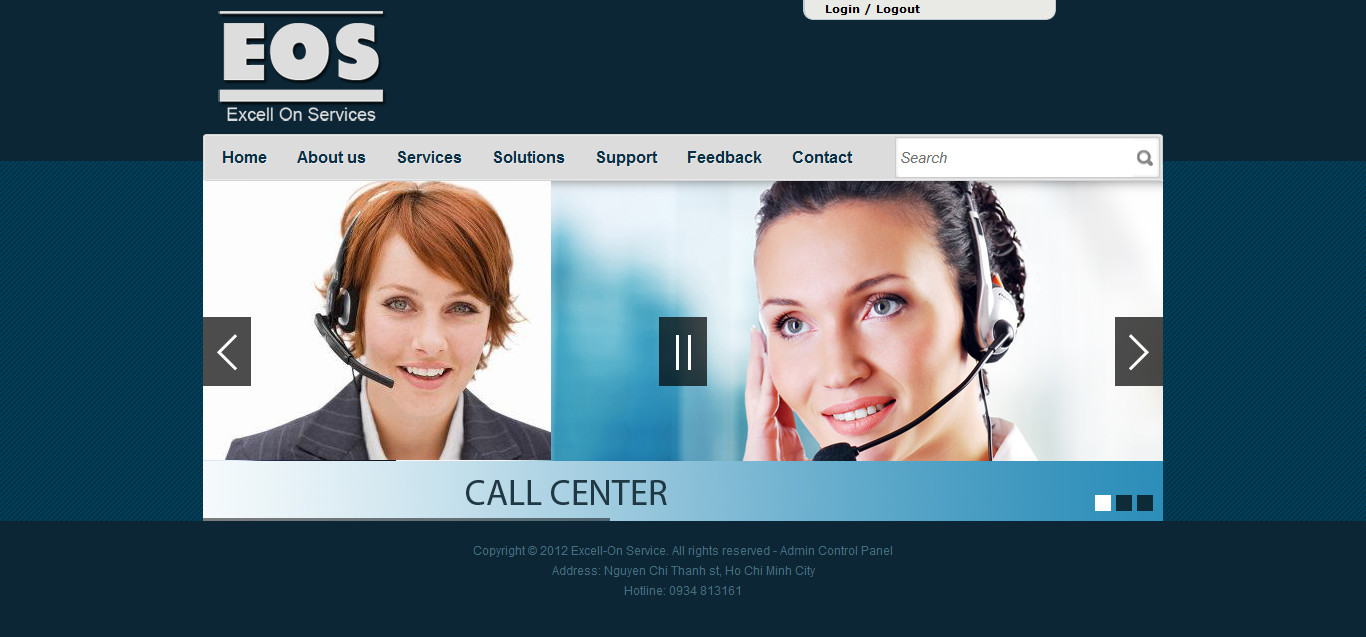 Login / Logout
EOS
Excell On Services
Home About us Services Solutions Support Feedback Contact Search
CALL CENTER
Copyright © 2012 Excell-On Service. All rights reserved - Admin Control Panel
Address: Nguyen Chi Thanh st, Ho Chi Minh City
Hotline: 0934 813161